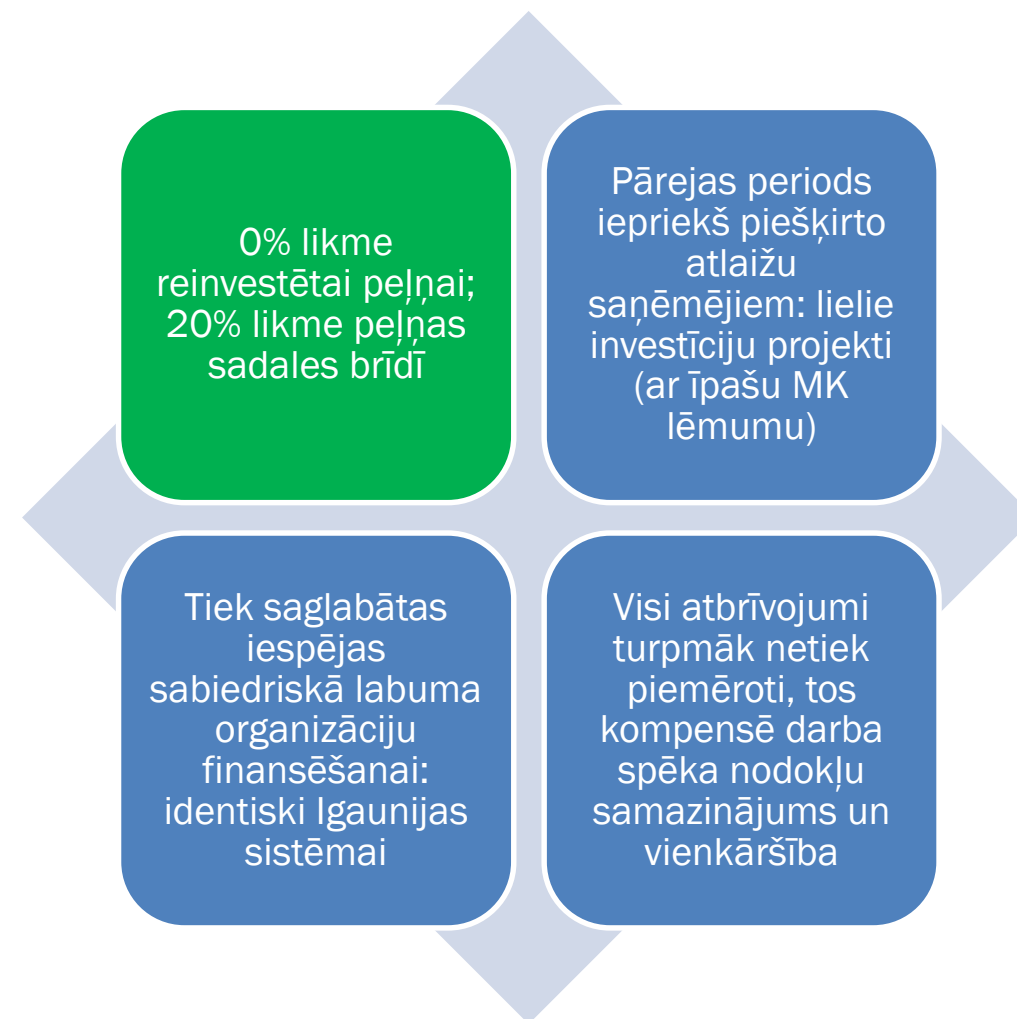 0% likme
reinvestētai peļņai;
20% likme peļņas
sadales brīdī
Pārejas periods
iepriekš piešķirto
atlaižu
saņēmējiem: lielie
investīciju projekti
(ar īpašu MK
lēmumu)
Tiek saglabātas
iespējas
sabiedriskā labuma
organizāciju
finansēšanai:
identiski Igaunijas
sistēmai
Visi atbrīvojumi
turpmāk netiek
piemēroti, tos
kompensē darba
spēka nodokļu
samazinājums un
vienkāršība